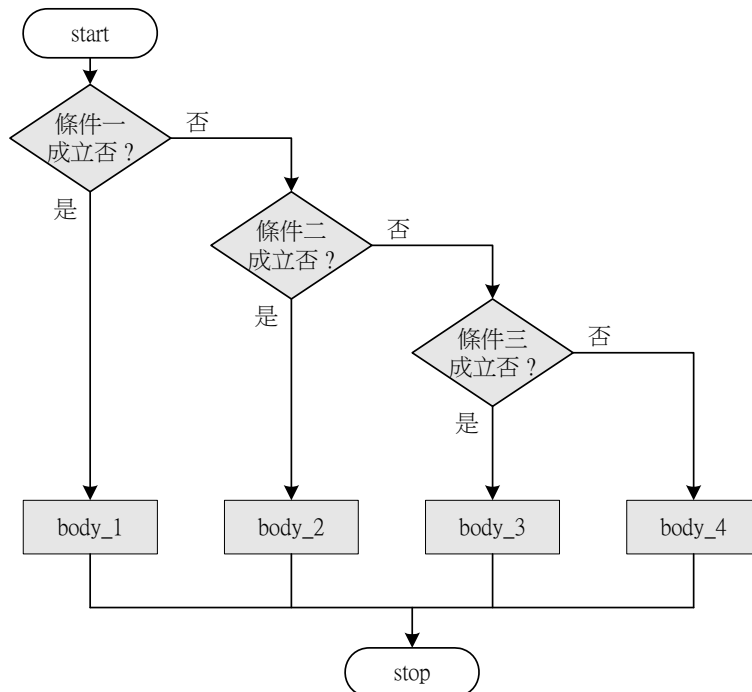 start
條件一
成立否?
否
是
條件二
成立否?
否
是
條件三
成立否?
否
是
body_1
body_2
body_3
body_4
stop